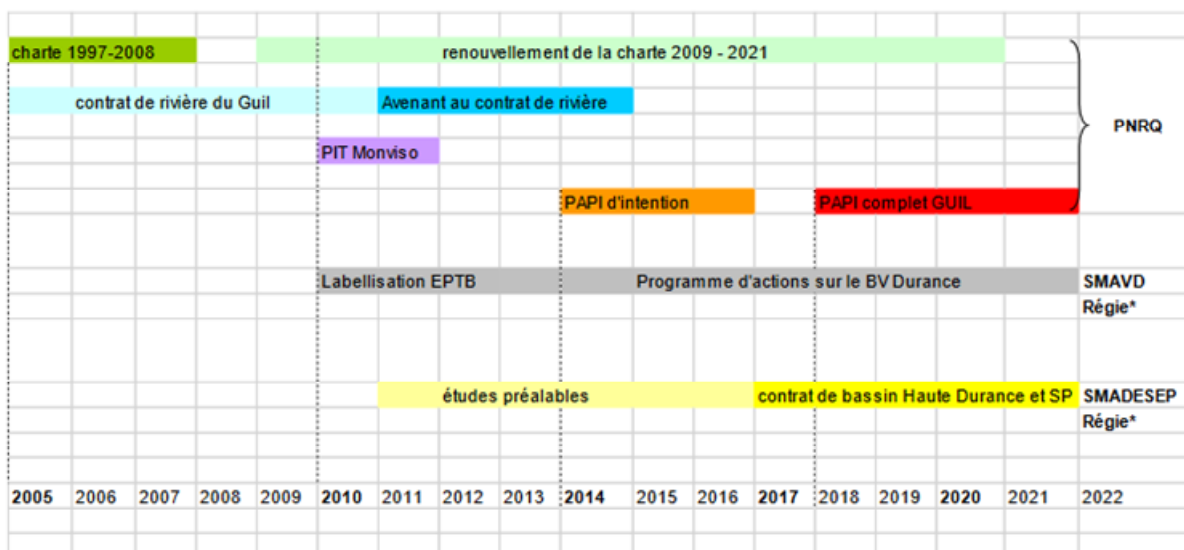 charte 1997-2008
renouvellement de la charte 2009 - 2021
contrat de rivière du Guil
Avenant au contrat de rivière
PNRQ
PIT Monviso
PAPI d'intention
PAPI complet GUIL
Labellisation EPTB
Programme d'actions sur le BV Durance
SMAVD
Régie*
études préalables
contrat de bassin Haute Durance et SP
SMADESEP
Régie*
2005 2006 2007 2008 2009 2010 2011 2012 2013 2014 2015 2016 2017 2018 2019 2020 2021 2022